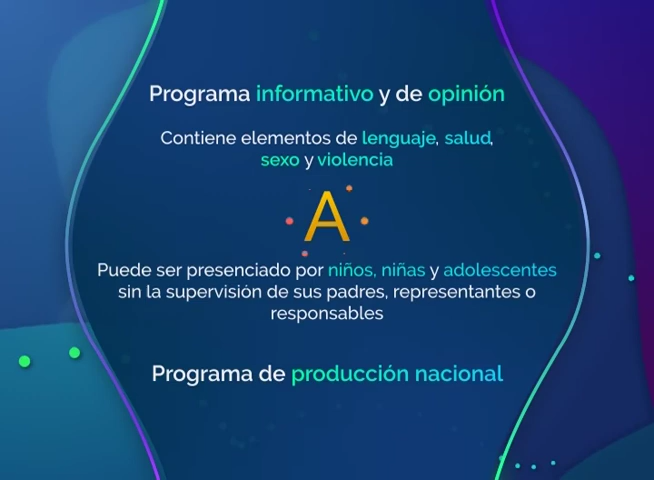 Programa informativo y de opinión
Contiene elementos de lenguaje, salud,
sexo y violencia
A
Puede ser presenciado por niños, niñas y adolescentes
sin la supervisión de sus padres, representantes o
responsables
Programa de producción nacional